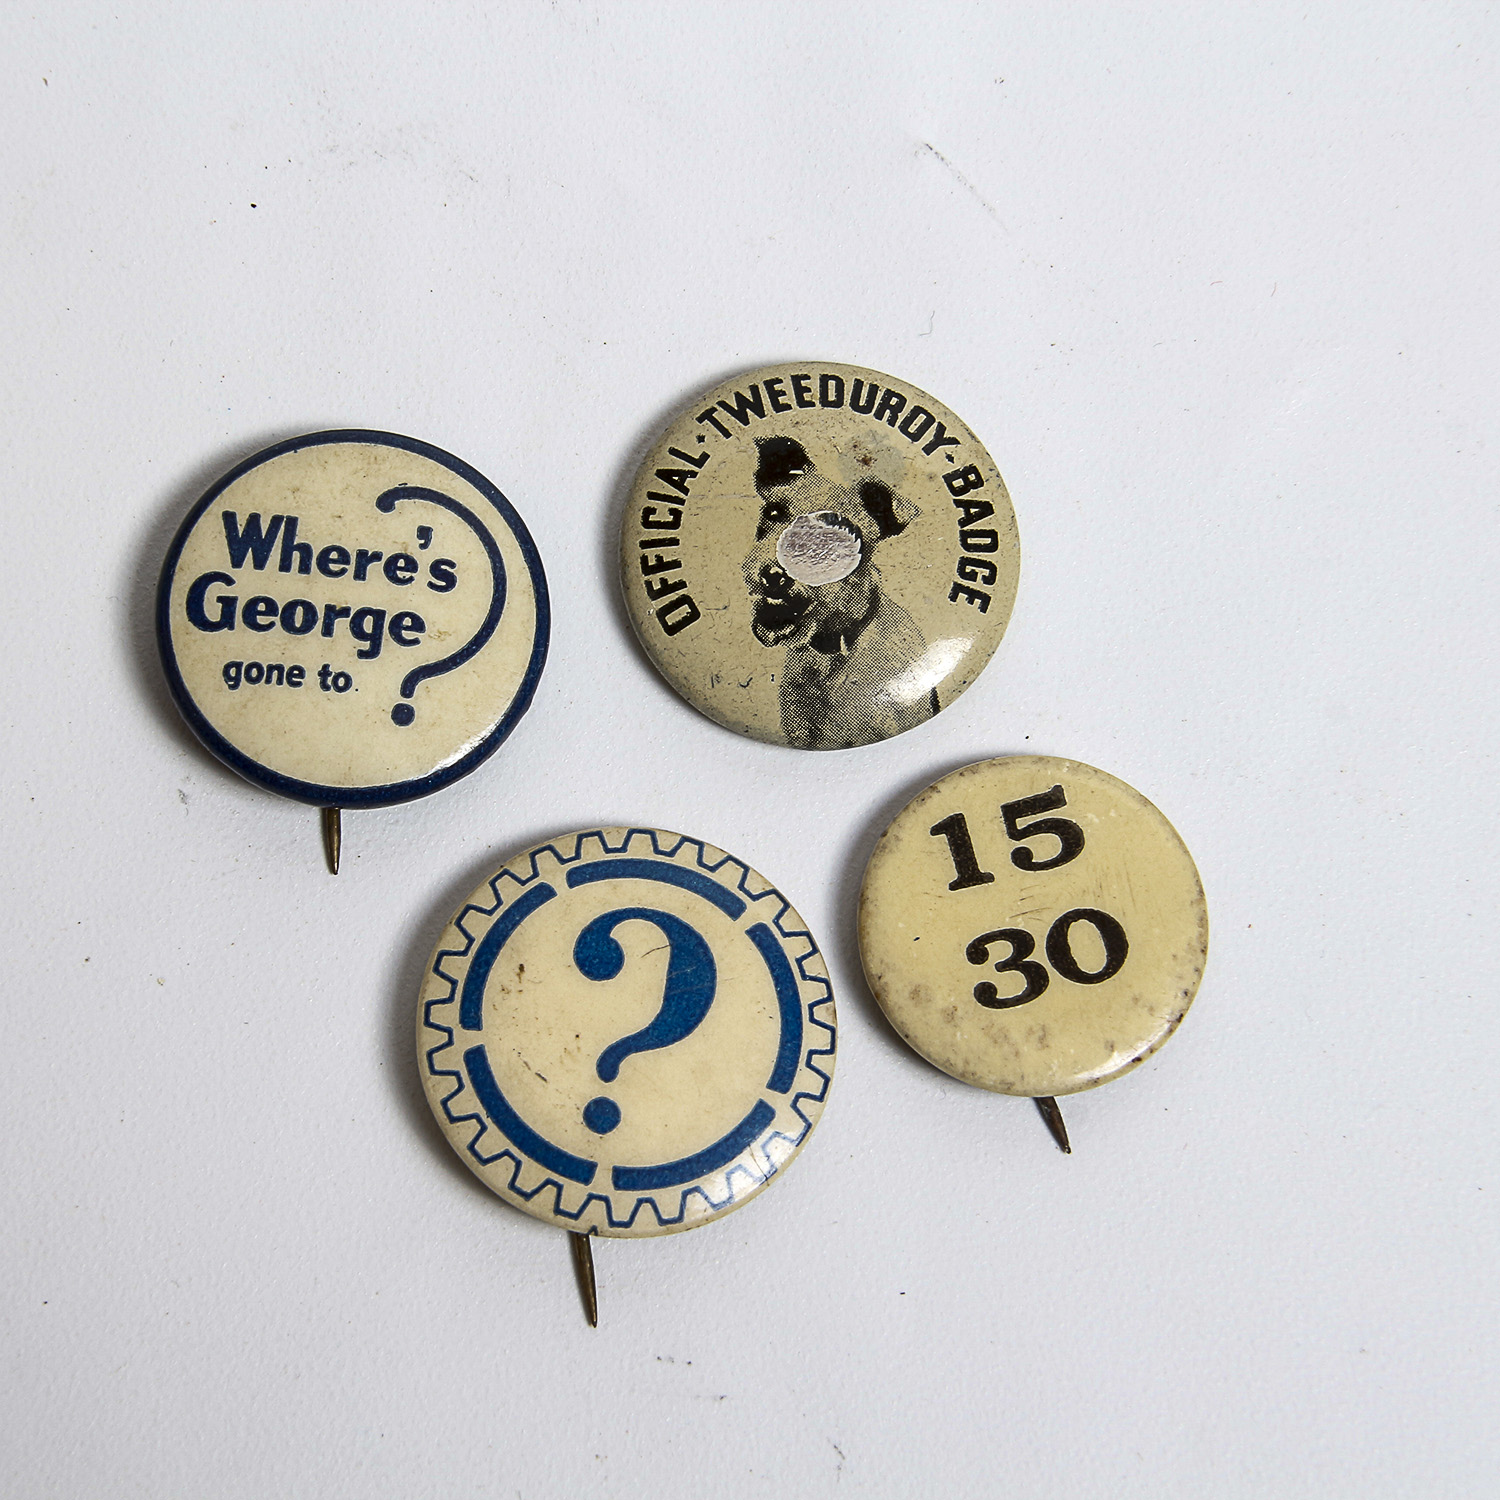 Where's
George
gone to ?
OFFICIAL · TWEEDUROY · BADGE
?
15
30